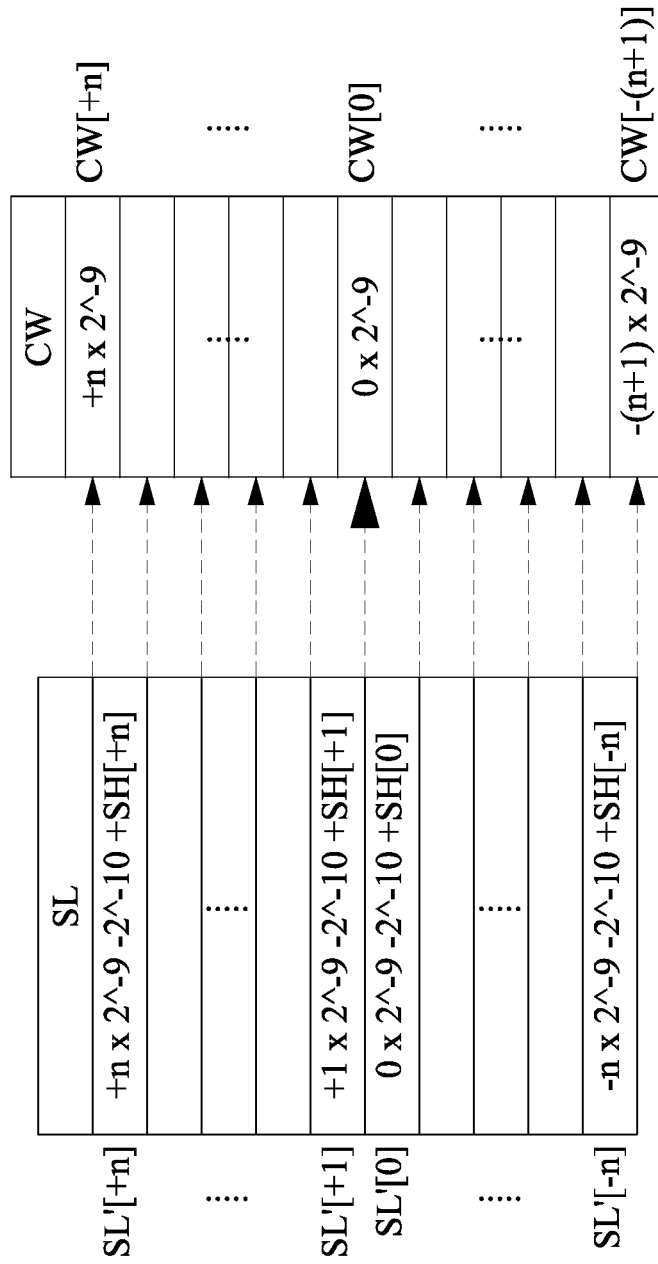 SL
SL'[+n]
+n x 2^-9 -2^-10 +SH[+n]
.....
.....
SL'[+1]
+1 x 2^-9 -2^-10 +SH[+1]
SL'[0]
0 x 2^-9 -2^-10 +SH[0]
.....
.....
SL'[-n]
-n x 2^-9 -2^-10 +SH[-n]
CW
+n x 2^-9
CW[+n]
.....
.....
0 x 2^-9
CW[0]
.....
.....
-(n+1) x 2^-9
CW[-(n+1)]